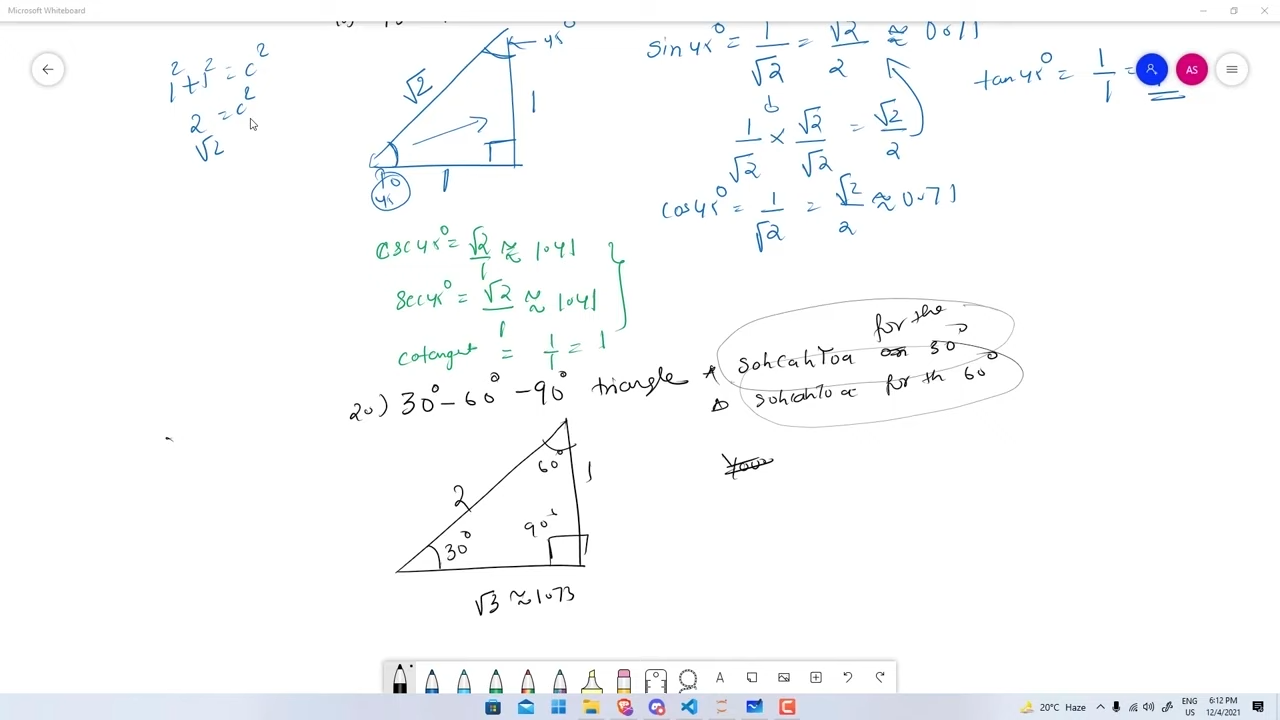 Microsoft Whiteboard
AS
1² + 1² = c²
2 = c²
√2
45°
√2
1
1
45°
sin 45° = 1/√2 = √2/2 ≈ 0.71
1/√2 × √2/√2 = √2/2
cos 45° = 1/√2 = √2/2 ≈ 0.71
tan 45° = 1/1 =
csc 45° = √2/1 ≈ 1.41
sec 45° = √2/1 ≈ 1.41
cotanget = 1/1 = 1
20) 30° - 60° - 90° triangle
for the
SohCahToa 30°
SohCahToa for th 60°
60°
2
1
90°
30°
√3 ≈ 1.73
A
20°C Haze
ENG
US
6:12 PM
12/4/2021